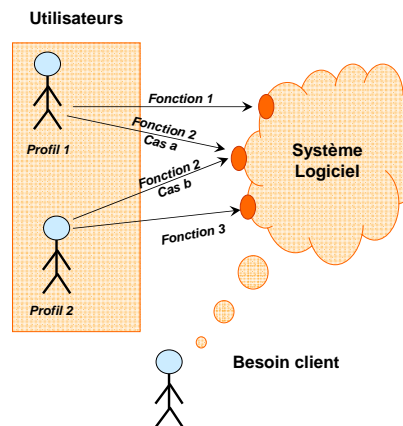 Utilisateurs
Fonction 1
Fonction 2
Cas a
Profil 1
Système
Logiciel
Fonction 2
Cas b
Fonction 3
Profil 2
Besoin client